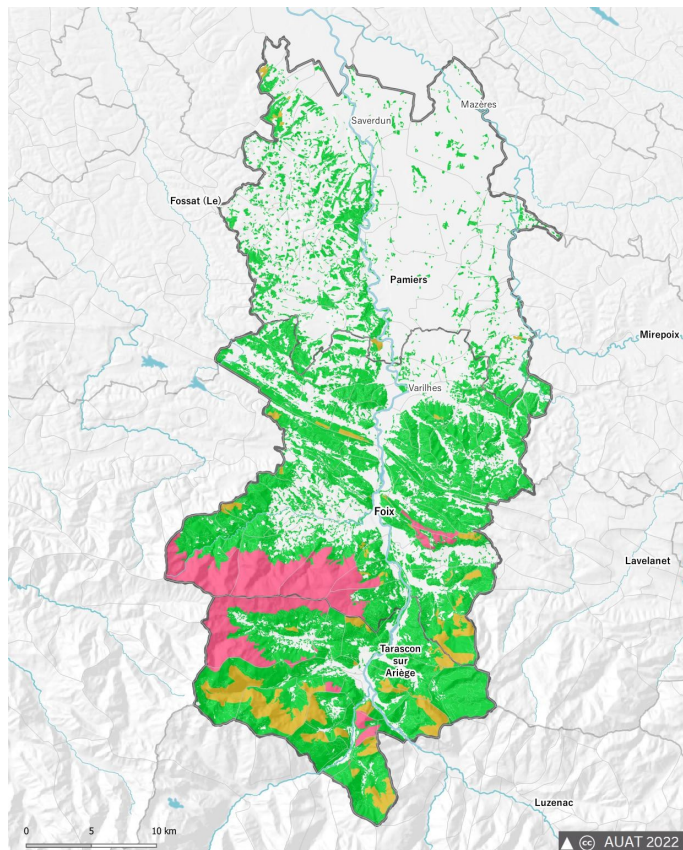 Mazères
Saverdun
Fossat (Le)
Pamiers
Mirepoix
Varilhes
Foix
Lavelanet
Tarascon
sur
Ariège
Luzenac
0 5 10 km
cc AUAT 2022